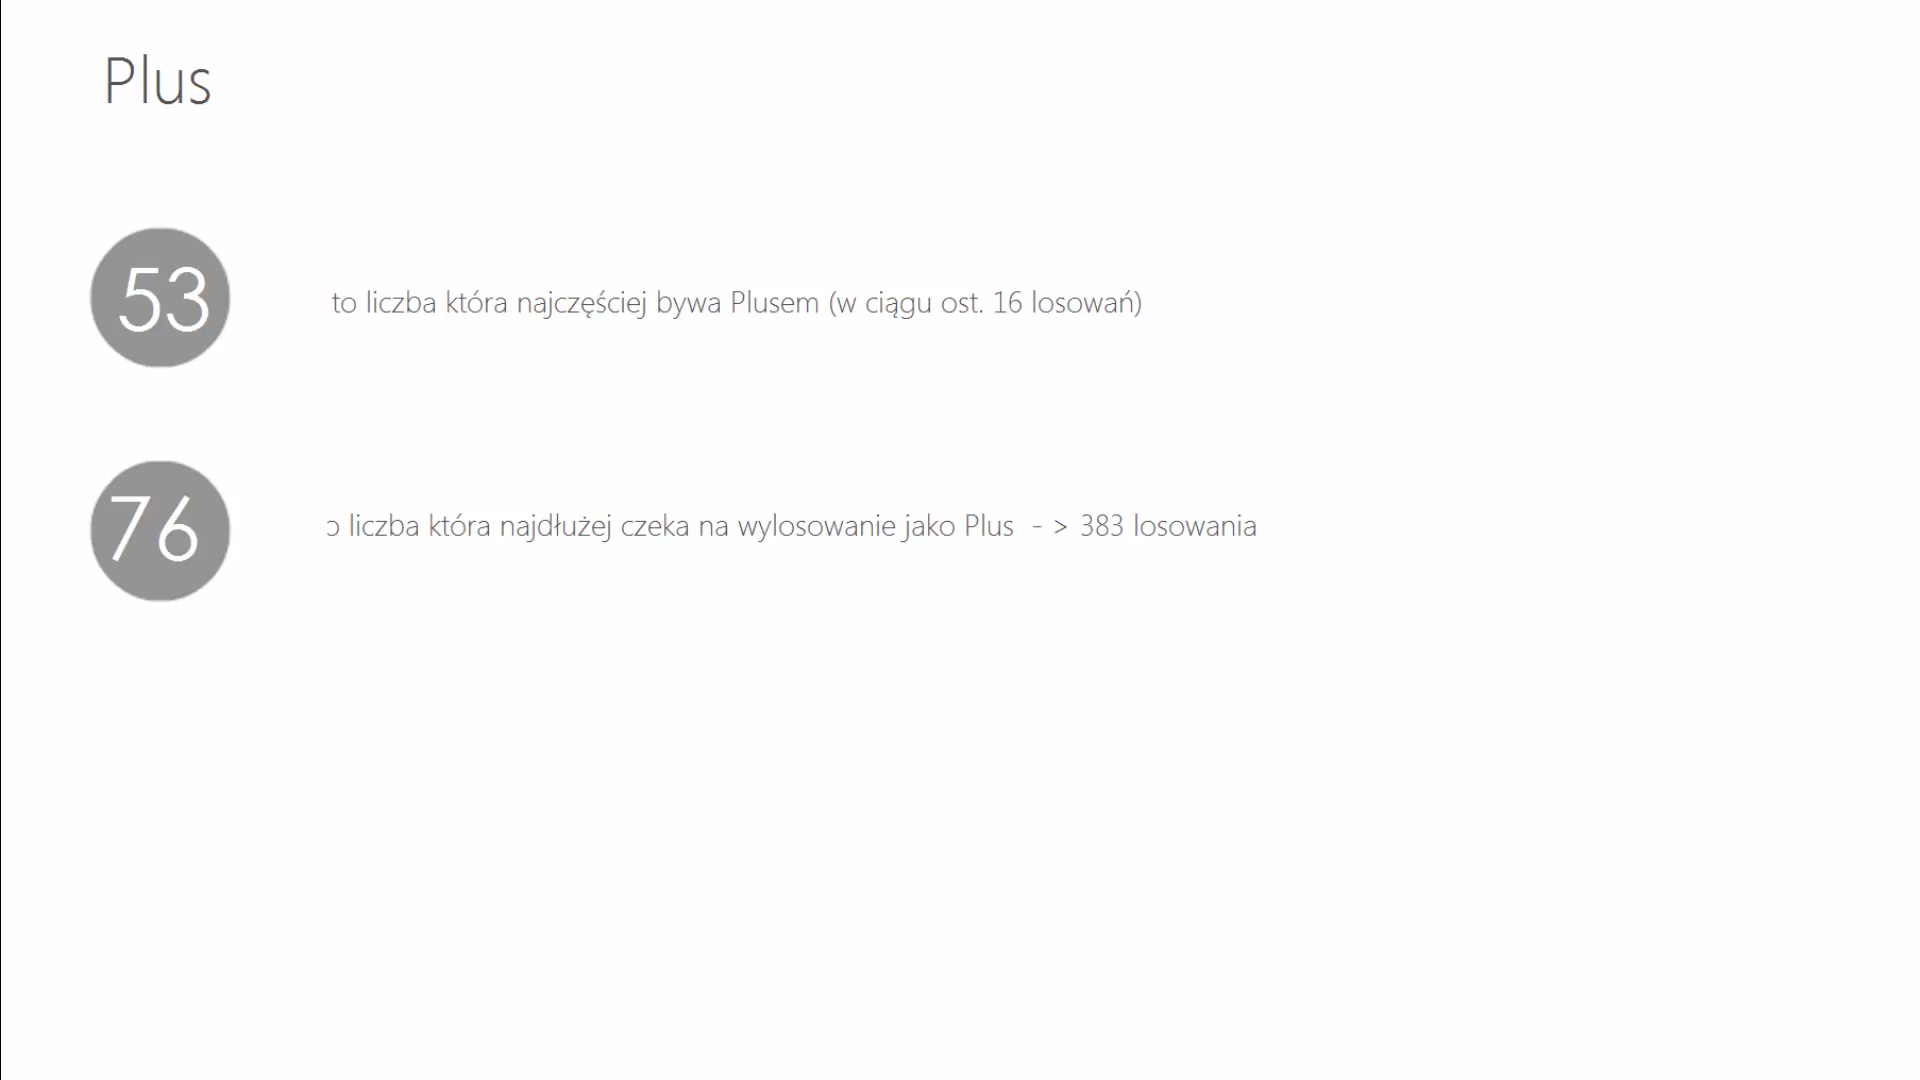 Plus
53
to liczba która najczęściej bywa Plusem (w ciągu ost. 16 losowań)
76
o liczba która najdłużej czeka na wylosowanie jako Plus - > 383 losowania